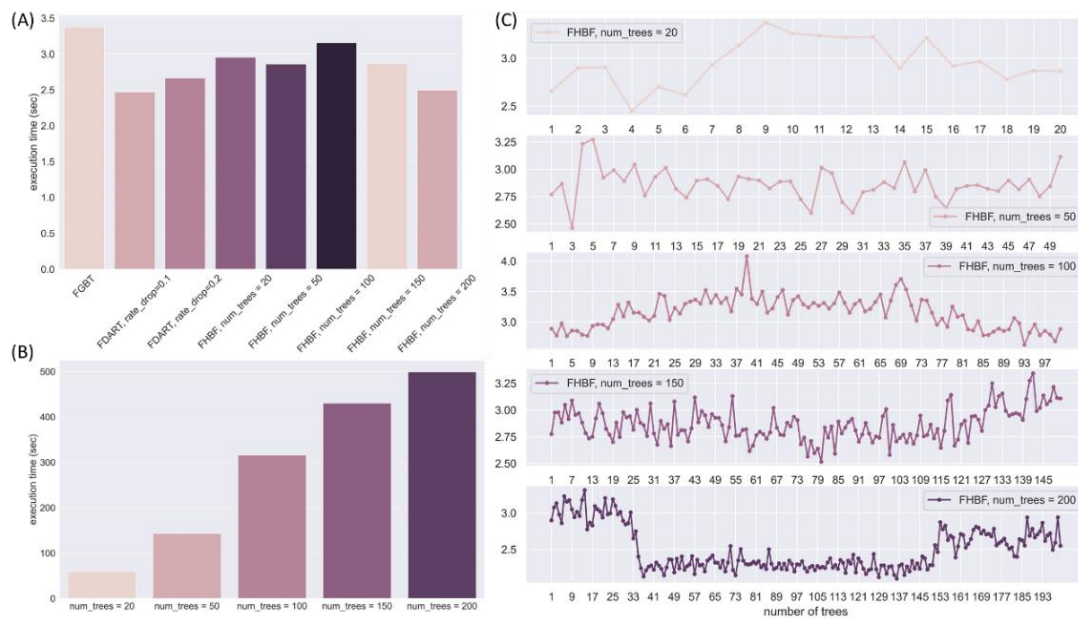 (A)
3.5
3.0
2.5
2.0
1.5
1.0
0.5
0.0
execution time (sec)
FGBT
FDART, rate_drop=0.1
FDART, rate_drop=0.2
FHBF, num_trees = 20
FHBF, num_trees = 50
FHBF, num_trees = 100
FHBF, num_trees = 150
FHBF, num_trees = 200
(B)
500
400
300
200
100
0
execution time (sec)
num_trees = 20 num_trees = 50 num_trees = 100 num_trees = 150 num_trees = 200
(C)
FHBF, num_trees = 20
3.0
2.5
1 2 3 4 5 6 7 8 9 10 11 12 13 14 15 16 17 18 19 20
3.25
3.00
2.75
2.50
FHBF, num_trees = 50
1 3 5 7 9 11 13 15 17 19 21 23 25 27 29 31 33 35 37 39 41 43 45 47 49
4.0
FHBF, num_trees = 100
3.5
3.0
1 5 9 13 17 21 25 29 33 37 41 45 49 53 57 61 65 69 73 77 81 85 89 93 97
FHBF, num_trees = 150
3.25
3.00
2.75
2.50
1 7 13 19 25 31 37 43 49 55 61 67 73 79 85 91 97 103 109 115 121 127 133 139 145
FHBF, num_trees = 200
3.0
2.5
1 9 17 25 33 41 49 57 65 73 81 89 97 105 113 121 129 137 145 153 161 169 177 185 193
number of trees